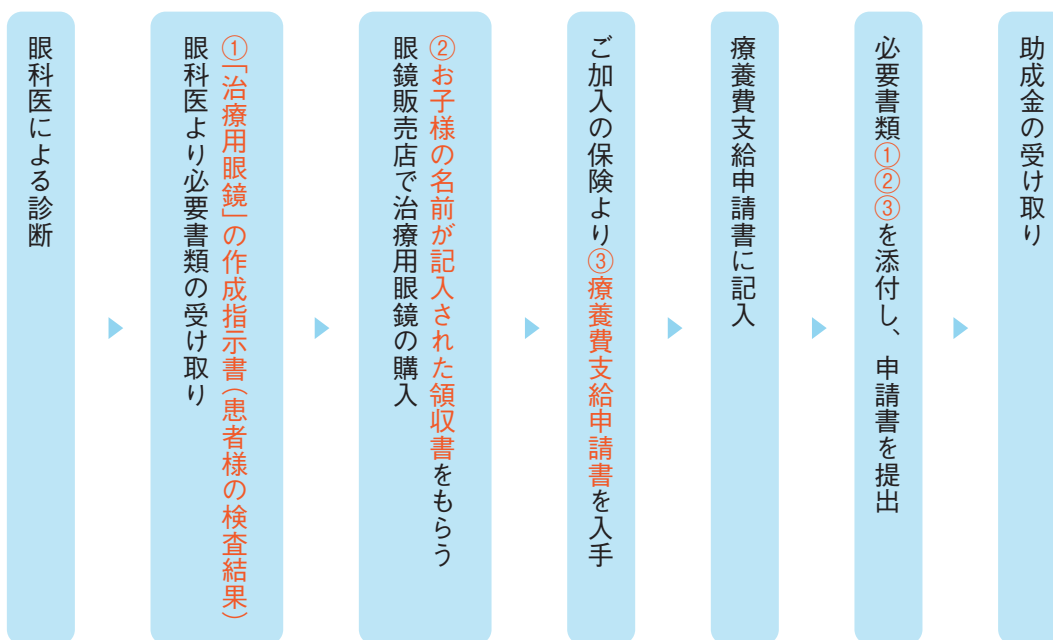 眼科医による診断
①「治療用眼鏡」の作成指示書（患者様の検査結果）
眼科医より必要書類の受け取り
②お子様の名前が記入された領収書をもらう
眼鏡販売店で治療用眼鏡の購入
ご加入の保険より③療養費支給申請書を入手
療養費支給申請書に記入
必要書類①②③を添付し、申請書を提出
助成金の受け取り